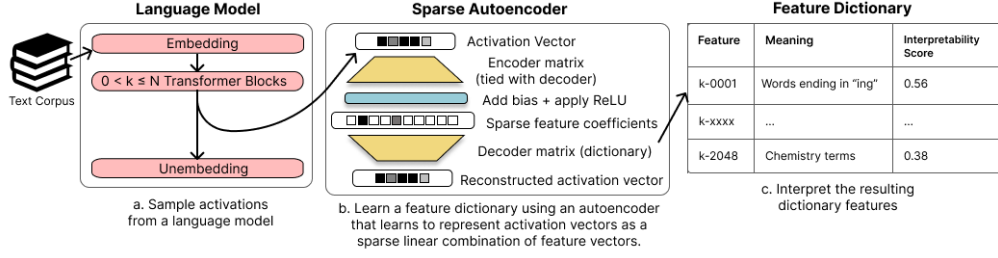 Language Model
Embedding
0 < k ≤ N Transformer Blocks
Unembedding
Text Corpus
a. Sample activations
from a language model
Sparse Autoencoder
Activation Vector
Encoder matrix
(tied with decoder)
Add bias + apply ReLU
Sparse feature coefficients
Decoder matrix (dictionary)
Reconstructed activation vector
b. Learn a feature dictionary using an autoencoder
that learns to represent activation vectors as a
sparse linear combination of feature vectors.
Feature Dictionary
Feature Meaning Interpretability
Score
k-0001 Words ending in “ing” 0.56
k-xxxx ... ...
k-2048 Chemistry terms 0.38
c. Interpret the resulting
dictionary features